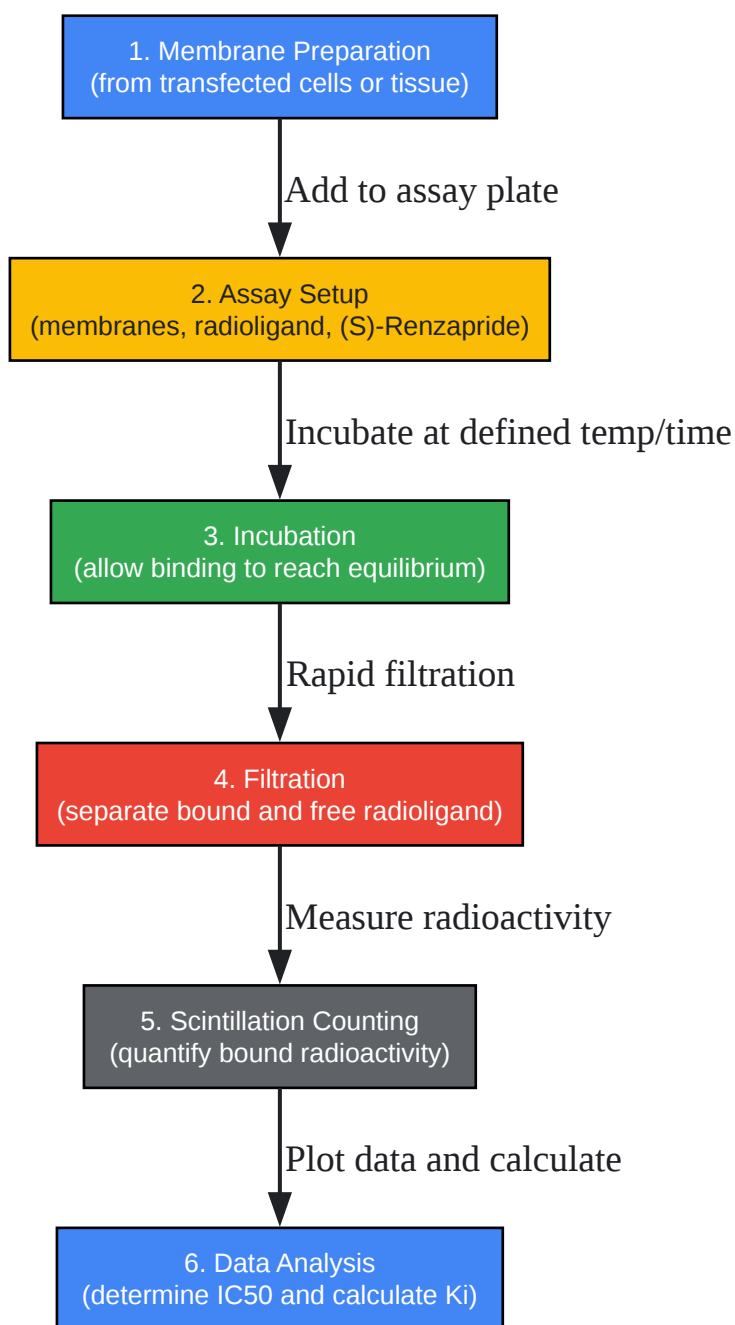 1. Membrane Preparation
(from transfected cells or tissue)
Add to assay plate
2. Assay Setup
(membranes, radioligand, (S)-Renzapride)
Incubate at defined temp/time
3. Incubation
(allow binding to reach equilibrium)
Rapid filtration
4. Filtration
(separate bound and free radioligand)
Measure radioactivity
5. Scintillation Counting
(quantify bound radioactivity)
Plot data and calculate
6. Data Analysis
(determine IC50 and calculate Ki)